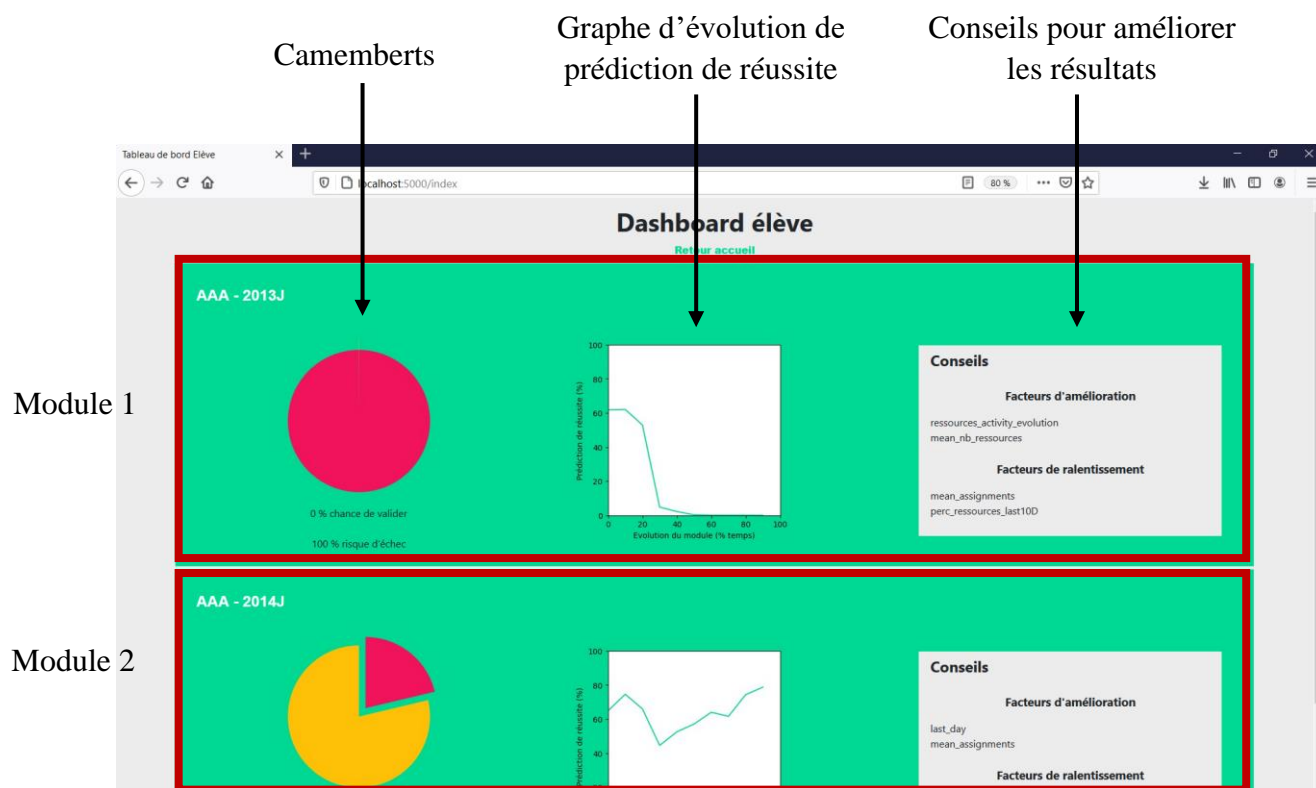 Camemberts
Graphe d'évolution de
prédiction de réussite
Conseils pour améliorer
les résultats
Tableau de bord Elève
localhost:5000/index
80 %
Dashboard élève
Retour accueil
Module 1
AAA - 2013J
0 % chance de valider
100 % risque d'échec
Prédiction de réussite (%)
100
80
60
40
20
0
0 20 40 60 80 100
Evolution du module (% temps)
Conseils
Facteurs d'amélioration
ressources_activity_evolution
mean_nb_ressources
Facteurs de ralentissement
mean_assignments
perc_ressources_last10D
Module 2
AAA - 2014J
Prédiction de réussite (%)
100
80
60
40
Conseils
Facteurs d'amélioration
last_day
mean_assignments
Facteurs de ralentissement